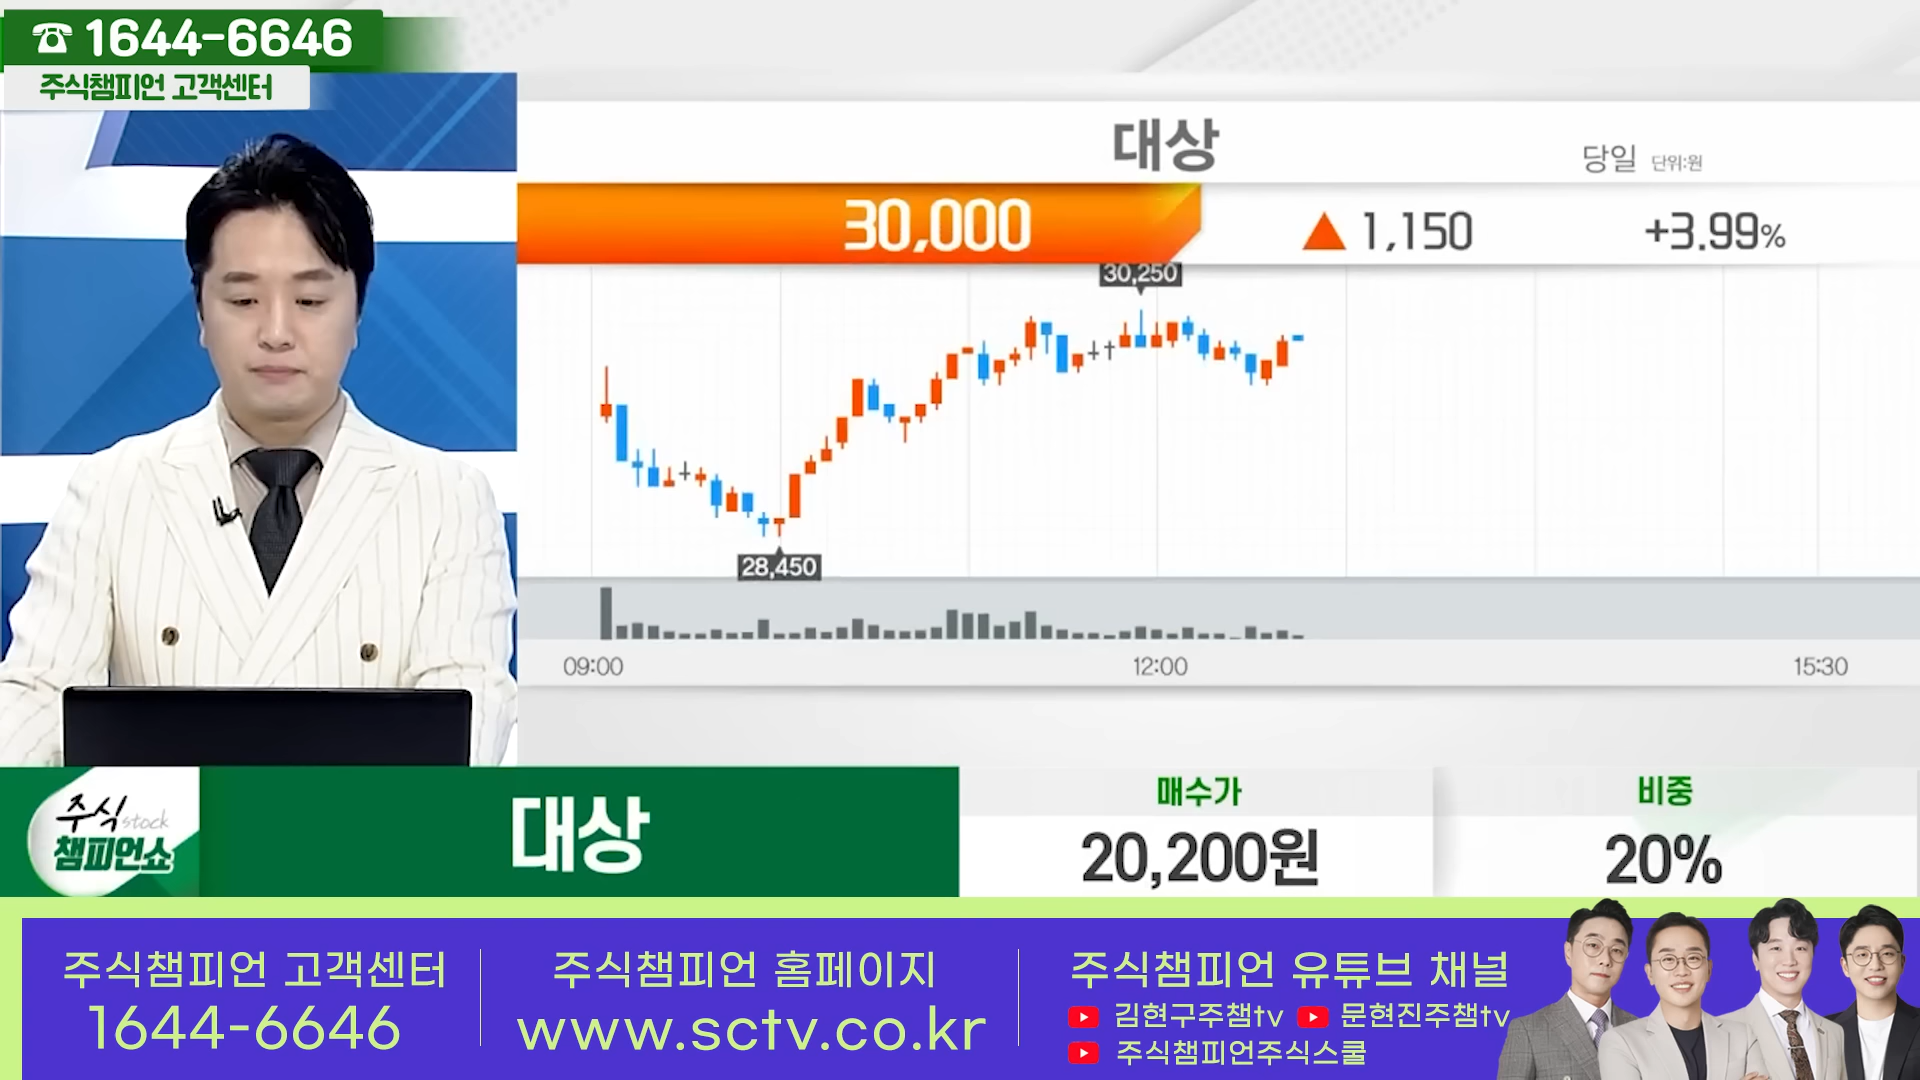 ☎ 1644-6646
주식챔피언 고객센터
대상
당일 단위:원
30,000 ▲ 1,150 +3.99%
30,250
28,450
09:00 12:00 15:30
주식 stock
챔피언쇼
대상
매수가
20,200원
비중
20%
주식챔피언 고객센터
1644-6646
주식챔피언 홈페이지
www.sctv.co.kr
주식챔피언 유튜브 채널
김현구주챔tv 문현진주챔tv
주식챔피언주식스쿨